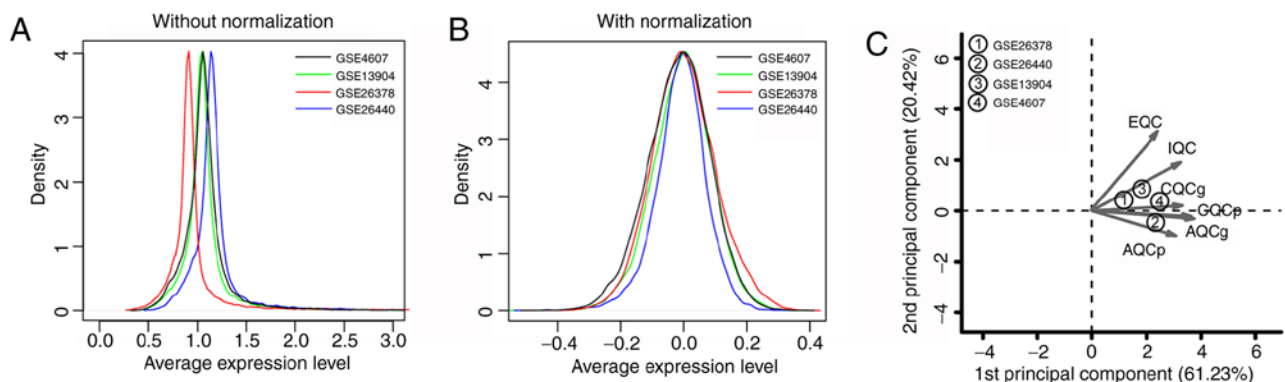 A
Without normalization
Density
4
3
2
1
0
GSE4607
GSE13904
GSE26378
GSE26440
0.0 0.5 1.0 1.5 2.0 2.5 3.0
Average expression level
B
With normalization
Density
4
3
2
1
0
GSE4607
GSE13904
GSE26378
GSE26440
−0.4 −0.2 0.0 0.2 0.4
Average expression level
C
2nd principal component (20.42%)
6
4
2
0
−2
−4
1 GSE26378
2 GSE26440
3 GSE13904
4 GSE4607
EQC
IQC
3
CQCg
1
4
CQCp
2
AQCg
AQCp
−4 −2 0 2 4 6
1st principal component (61.23%)